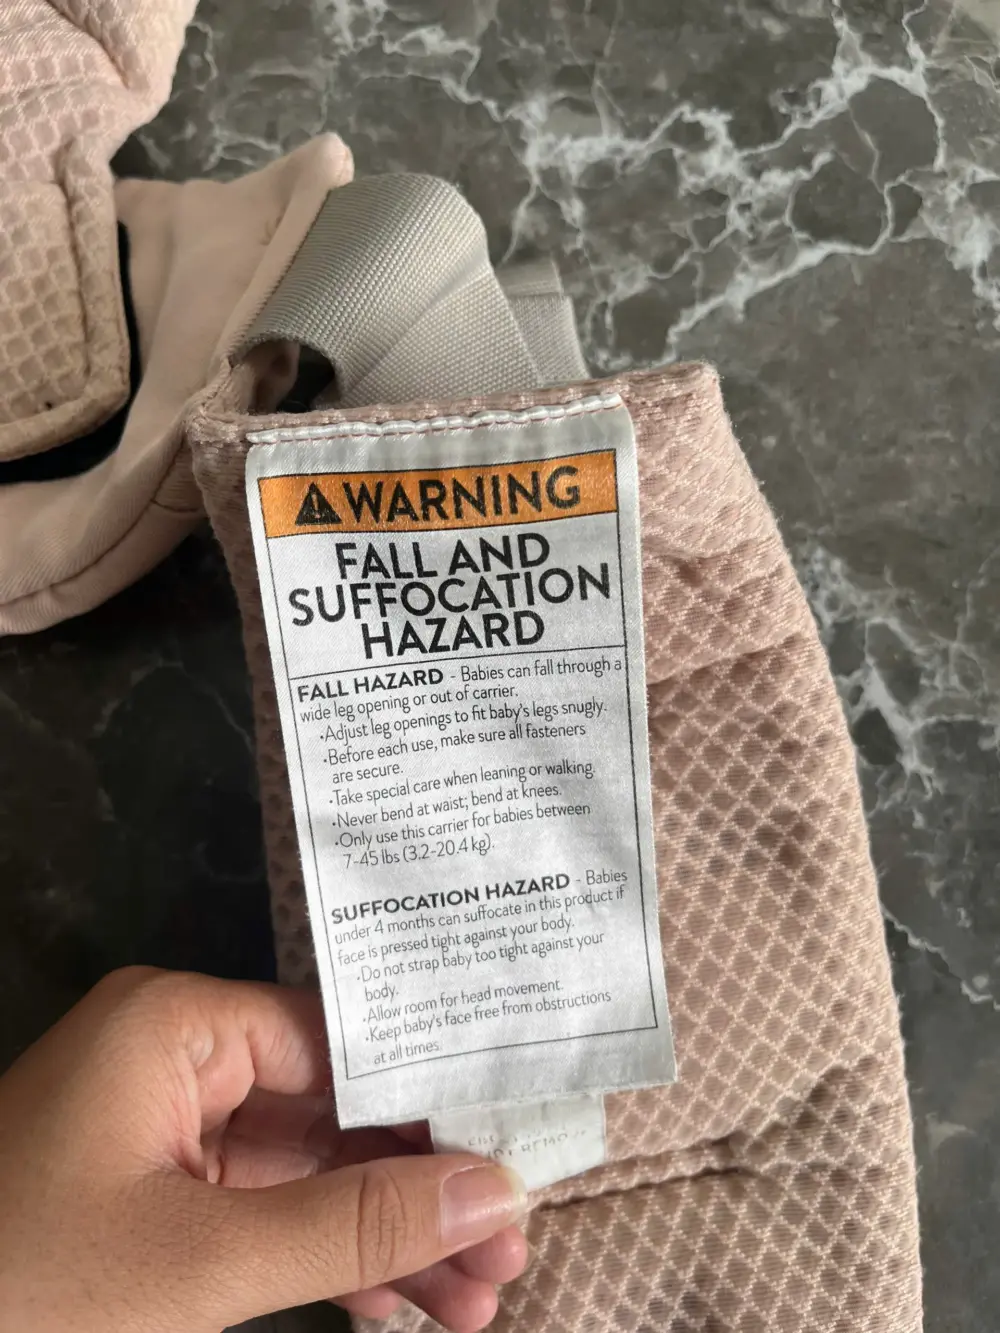 ⚠WARNING
FALL AND
SUFFOCATION
HAZARD
FALL HAZARD - Babies can fall through a
wide leg opening or out of carrier.
•Adjust leg openings to fit baby's legs snugly.
•Before each use, make sure all fasteners
are secure.
•Take special care when leaning or walking.
•Never bend at waist; bend at knees.
•Only use this carrier for babies between
7-45 lbs (3.2-20.4 kg).
SUFFOCATION HAZARD - Babies
under 4 months can suffocate in this product if
face is pressed tight against your body.
•Do not strap baby too tight against your
body.
•Allow room for head movement.
•Keep baby's face free from obstructions
at all times.